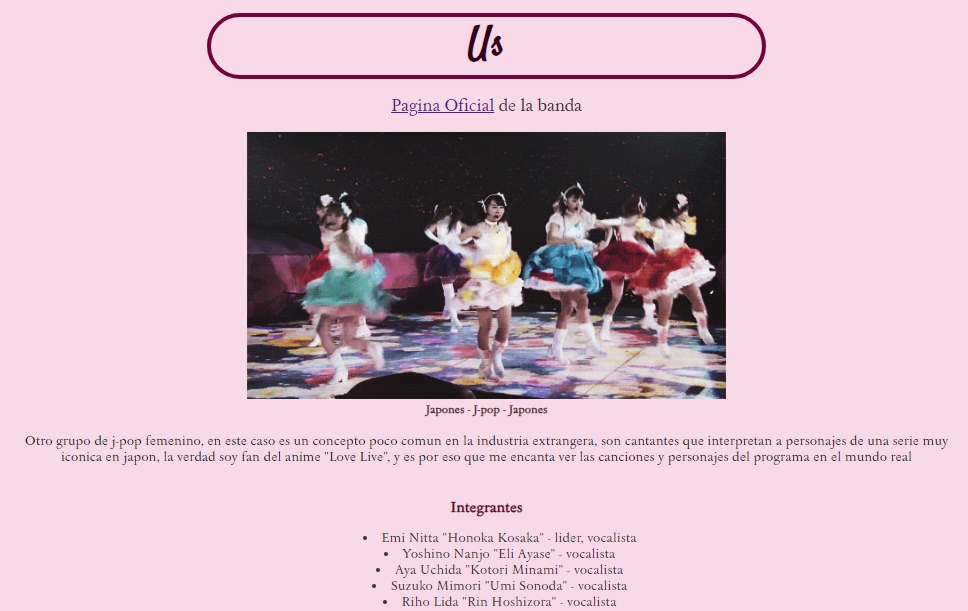 Us
Pagina Oficial de la banda
Japones - J-pop - Japones
Otro grupo de j-pop femenino, en este caso es un concepto poco comun en la industria extrangera, son cantantes que interpretan a personajes de una serie muy
iconica en japon, la verdad soy fan del anime "Love Live", y es por eso que me encanta ver las canciones y personajes del programa en el mundo real
Integrantes
• Emi Nitta "Honoka Kosaka" - lider, vocalista
• Yoshino Nanjo "Eli Ayase" - vocalista
• Aya Uchida "Kotori Minami" - vocalista
• Suzuko Mimori "Umi Sonoda" - vocalista
• Riho Lida "Rin Hoshizora" - vocalista